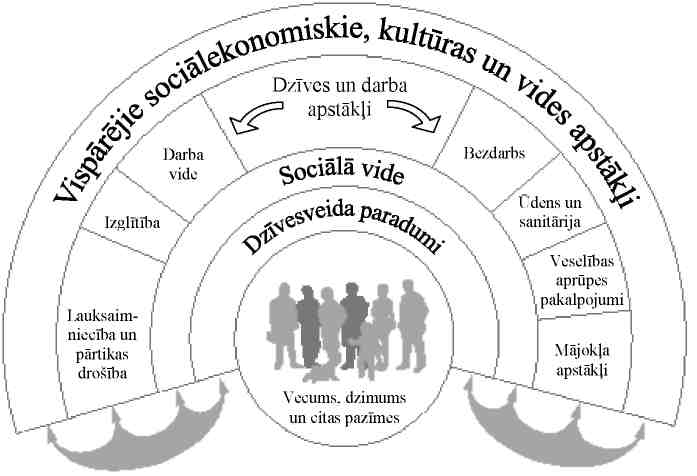 Vispārējie sociālekonomiskie, kultūras un vides apstākļi
Dzīves un darba
apstākļi
Darba
vide
Bezdarbs
Izglītība
Ūdens un
sanitārija
Lauksaim-
niecība un
pārtikas
drošība
Veselības
aprūpes
pakalpojumi
Mājokļa
apstākļi
Sociālā vide
Dzīvesveida paradumi
Vecums, dzimums
un citas pazīmes